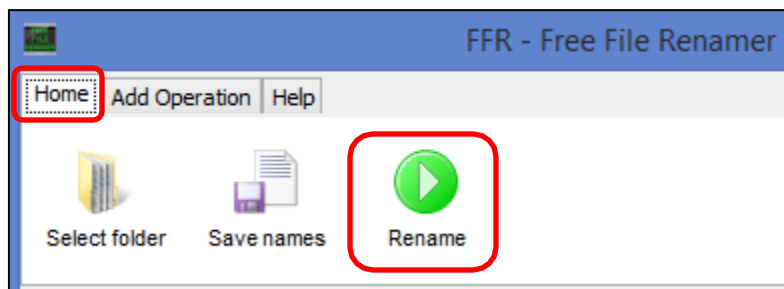 FFR - Free File Renamer
Home Add Operation Help
Select folder Save names Rename